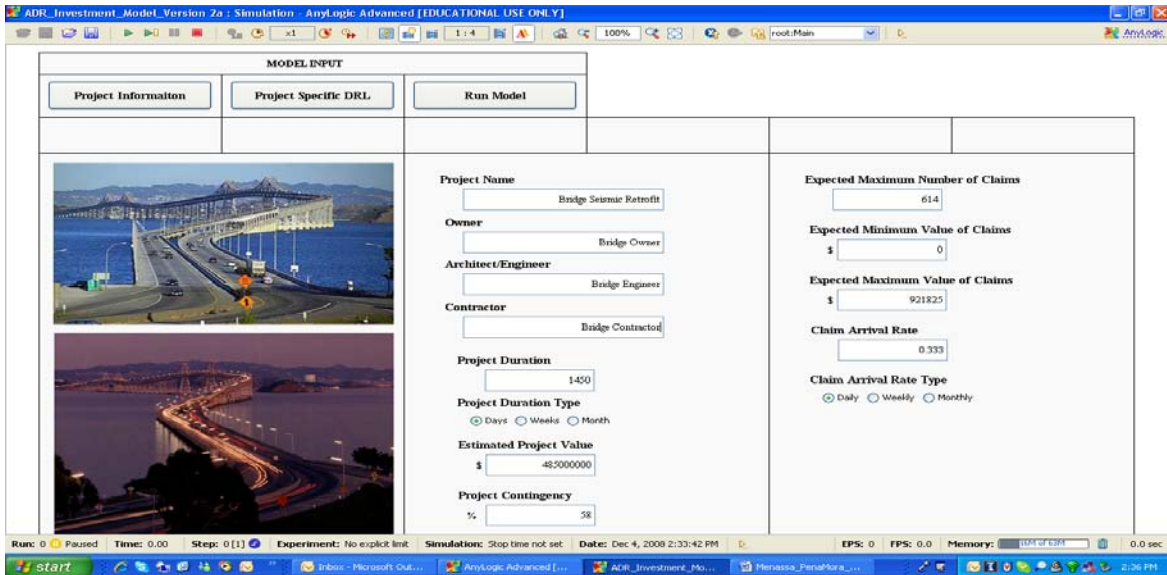 ADR_Investment_Model_Version 2a : Simulation - AnyLogic Advanced [EDUCATIONAL USE ONLY]
x1
1:4
100%
root:Main
AnyLogic
MODEL INPUT
Project Informaiton
Project Specific DRL
Run Model
Project Name
Bridge Seismic Retrofit
Owner
Bridge Owner
Architect/Engineer
Bridge Engineer
Contractor
Bridge Contractor
Project Duration
1450
Project Duration Type
Days Weeks Month
Estimated Project Value
$ 485000000
Project Contingency
% 58
Expected Maximum Number of Claims
614
Expected Minimum Value of Claims
$ 0
Expected Maximum Value of Claims
$ 921825
Claim Arrival Rate
0.333
Claim Arrival Rate Type
Daily Weekly Monthly
Run: 0 Paused Time: 0.00 Step: 0 [1] Experiment: No explicit limit Simulation: Stop time not set Date: Dec 4, 2008 2:33:42 PM EPS: 0 FPS: 0.0 Memory: 16M of 63M 0.0 sec
start Inbox - Microsoft Out... AnyLogic Advanced [... ADR_Investment_Mo... Menassa_PenaMora_... 2:36 PM